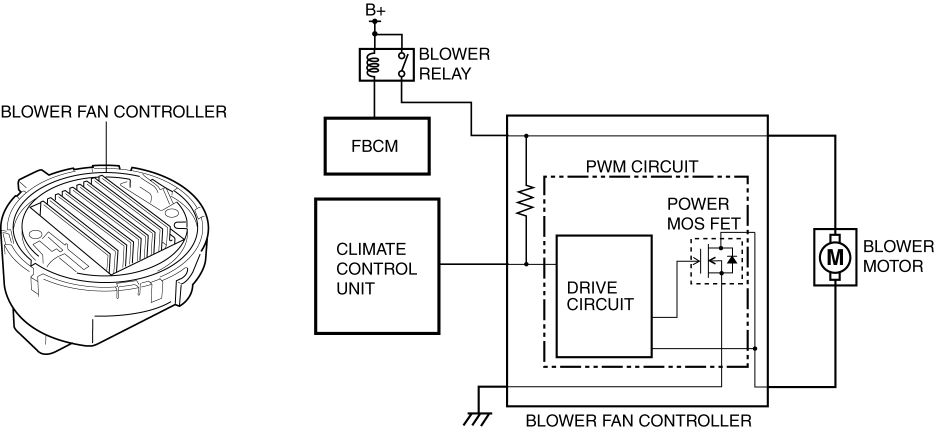 B+
BLOWER
RELAY
BLOWER FAN CONTROLLER
FBCM
PWM CIRCUIT
POWER
MOS FET
CLIMATE
CONTROL
UNIT
DRIVE
CIRCUIT
M
BLOWER
MOTOR
BLOWER FAN CONTROLLER